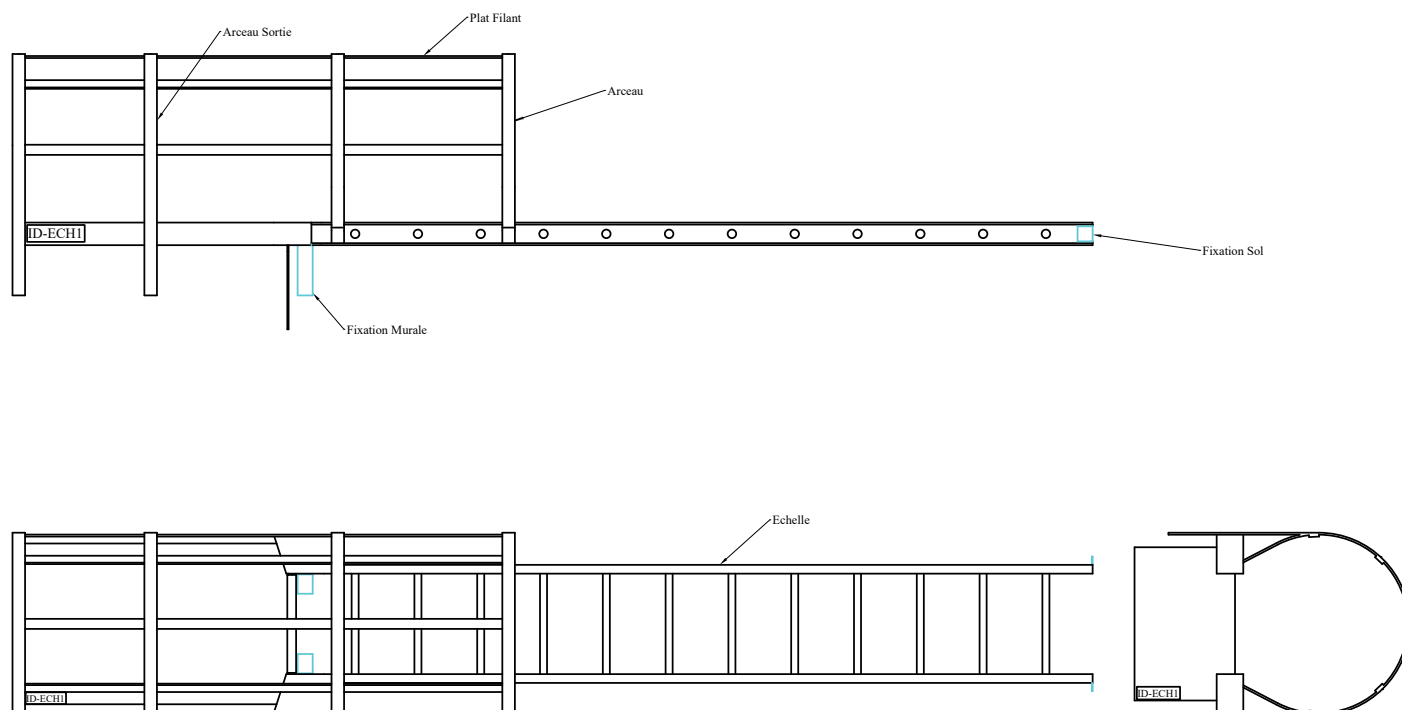 Plat Filant
Arceau Sortie
Arceau
ID-ECH1
Fixation Sol
Fixation Murale
Echelle
ID-ECH1
ID-ECH1